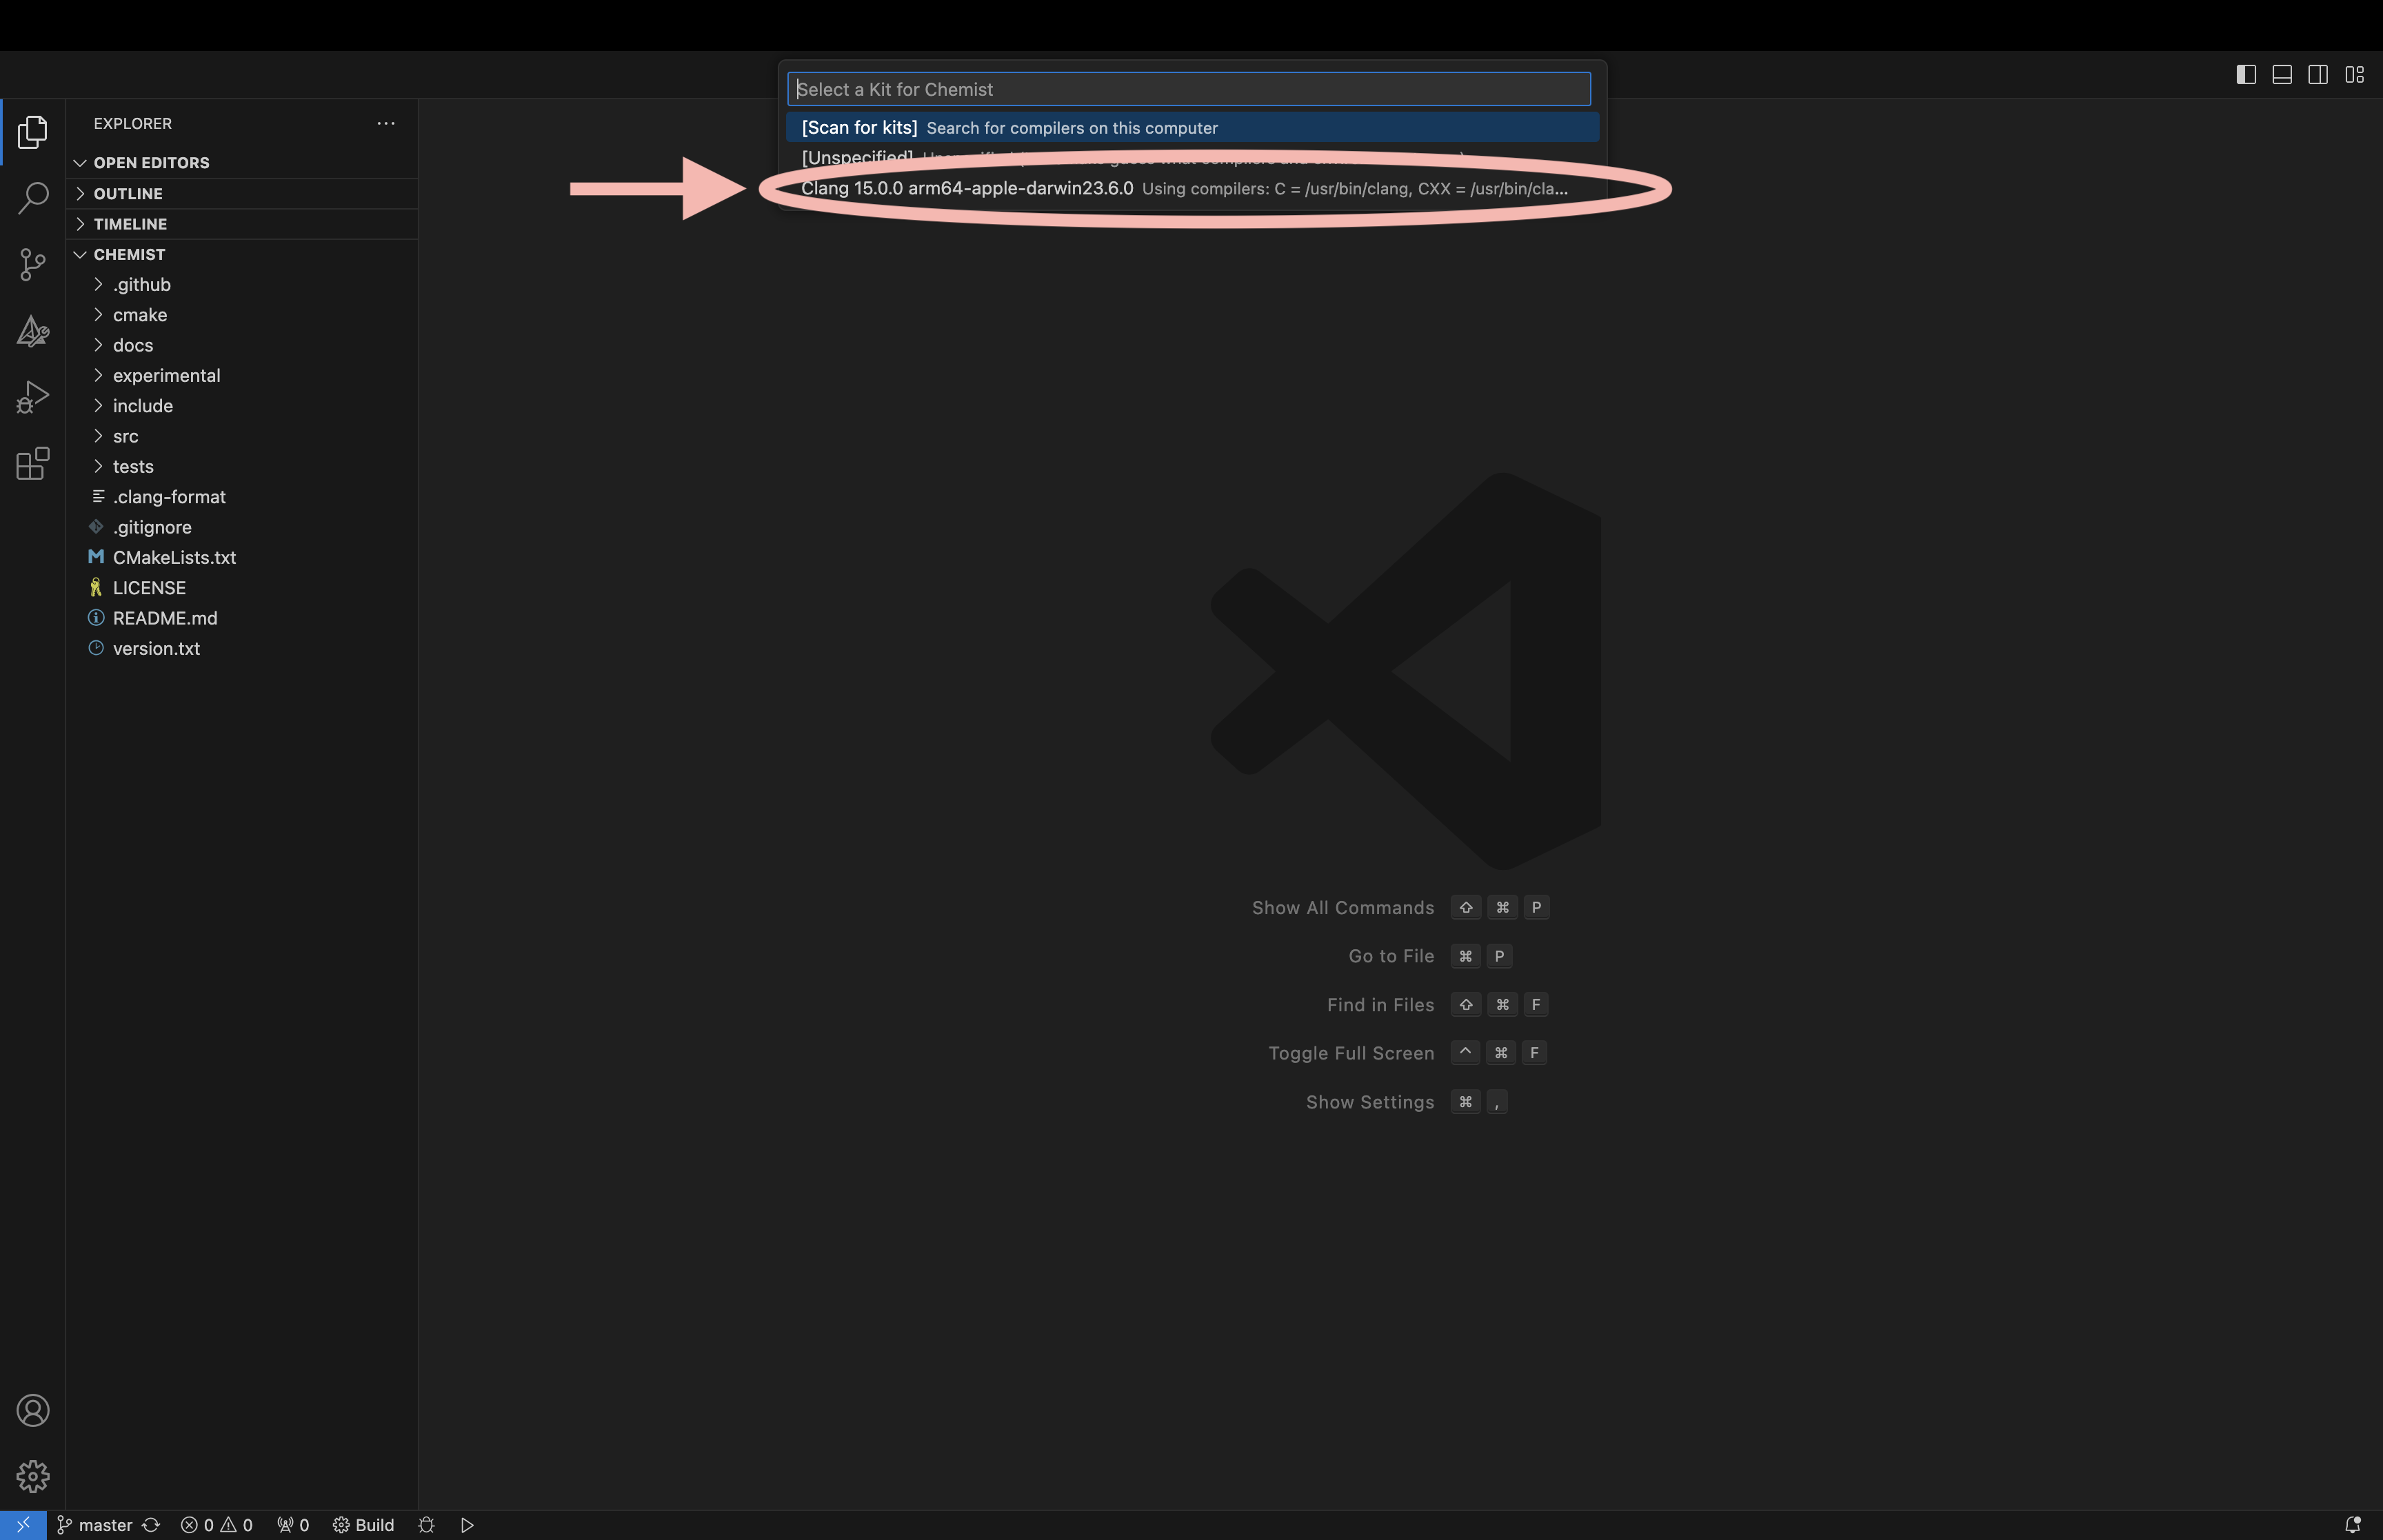 Select a Kit for Chemist
[Scan for kits] Search for compilers on this computer
[Unspecified]
Clang 15.0.0 arm64-apple-darwin23.6.0 Using compilers: C = /usr/bin/clang, CXX = /usr/bin/cla...
EXPLORER
OPEN EDITORS
OUTLINE
TIMELINE
CHEMIST
.github
cmake
docs
experimental
include
src
tests
.clang-format
.gitignore
CMakeLists.txt
LICENSE
README.md
version.txt
Show All Commands ⇧ ⌘ P
Go to File ⌘ P
Find in Files ⇧ ⌘ F
Toggle Full Screen ^ ⌘ F
Show Settings ⌘ ,
master 0 0 0 Build